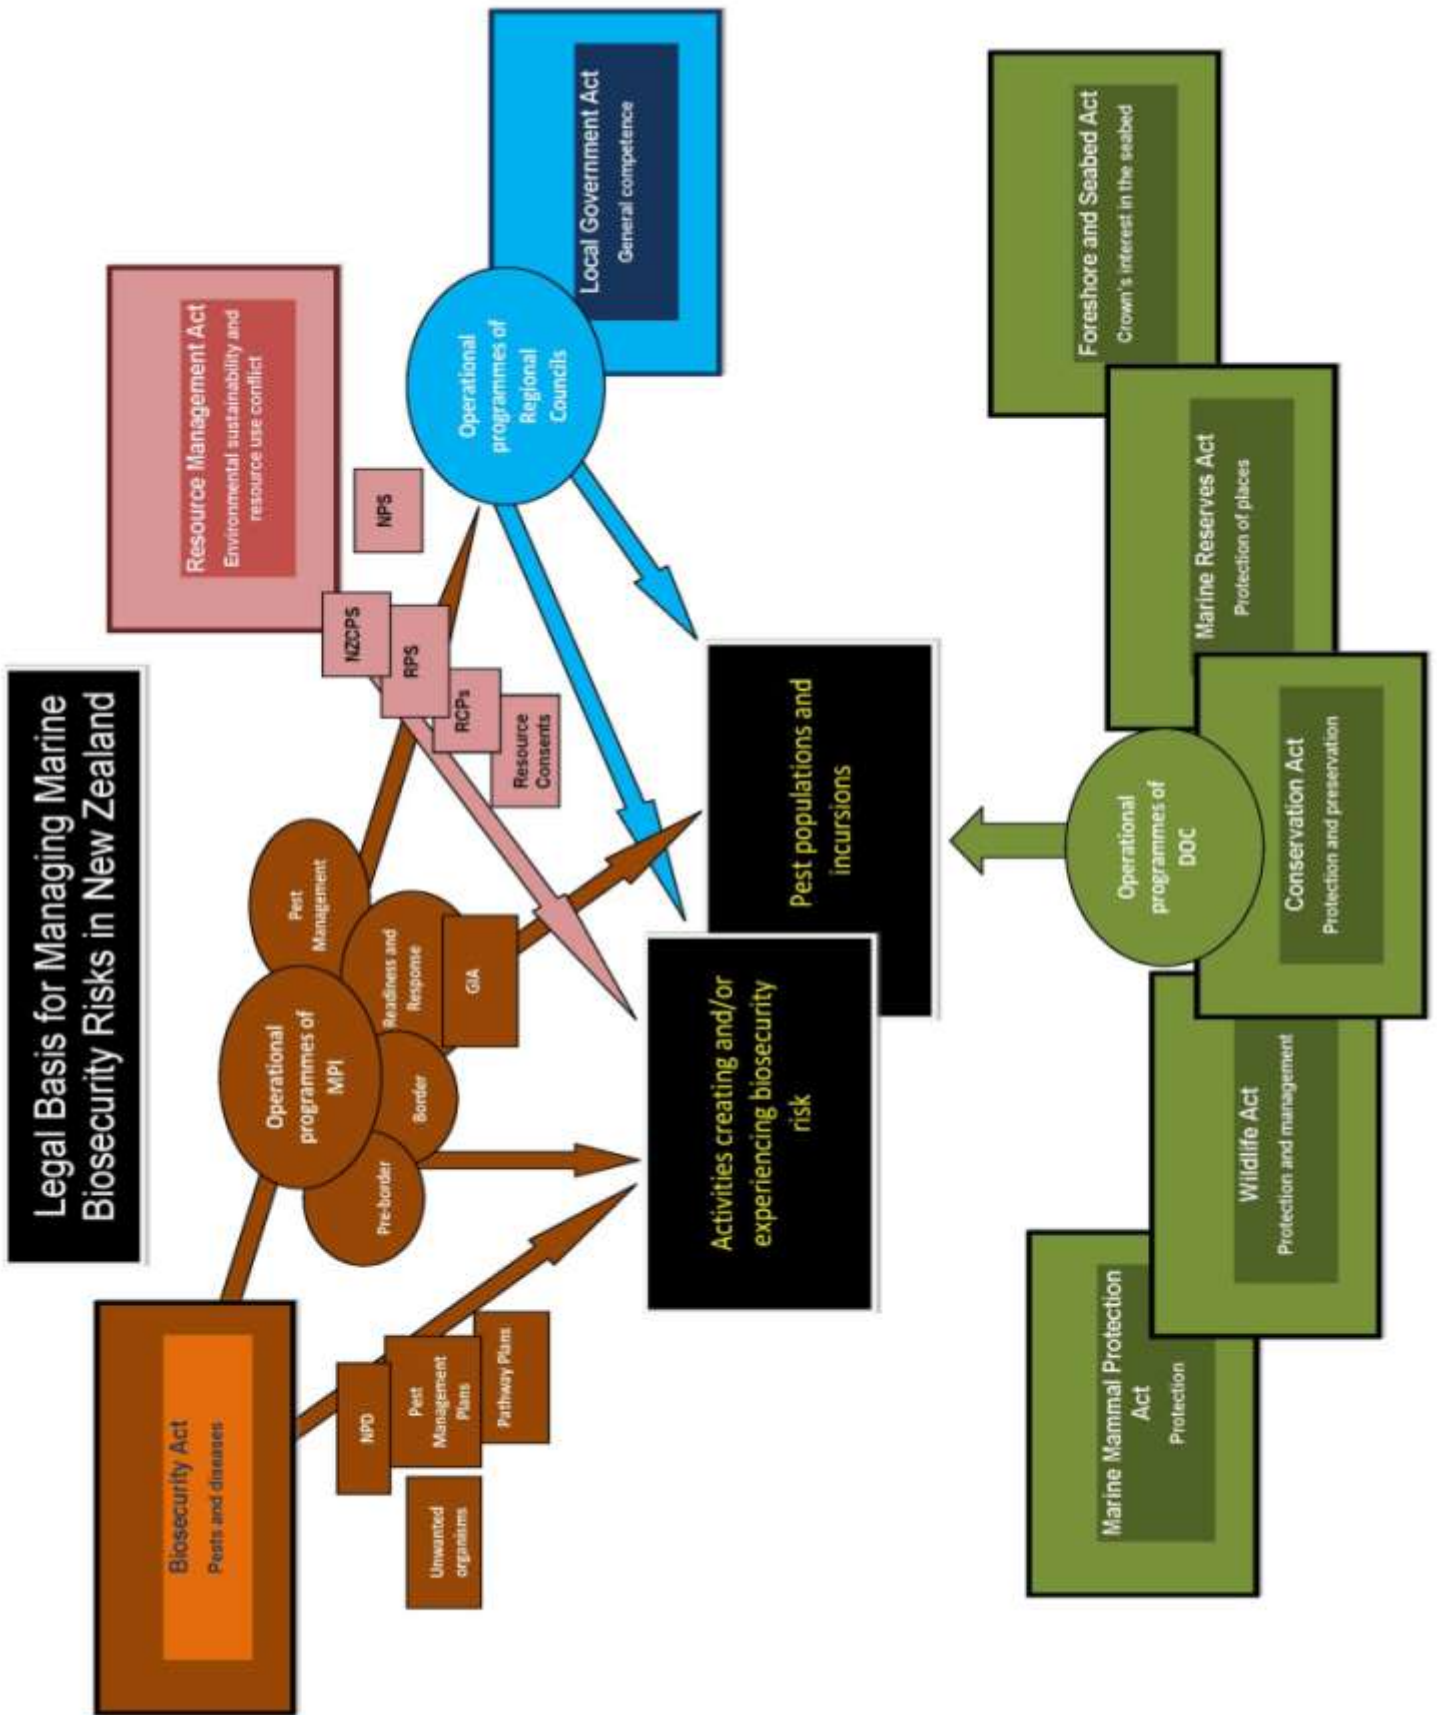 Legal Basis for Managing Marine
Biosecurity Risks in New Zealand
Biosecurity Act
Pests and diseases
Resource Management Act
Environmental sustainability and
resource use conflict
Local Government Act
General competence
Operational
programmes of
MPI
Pest
Management
Readiness and
Response
GIA
Border
Pre-border
NPD
Pest
Management
Plans
Pathway Plans
Unwanted
organisms
NZCPS
RPS
RCPs
Resource
Consents
NPS
Operational
programmes of
Regional
Councils
Activities creating and/or
experiencing biosecurity
risk
Pest populations and
incursions
Operational
programmes of
DOC
Marine Mammal Protection
Act
Protection
Wildlife Act
Protection and management
Conservation Act
Protection and preservation
Marine Reserves Act
Protection of places
Foreshore and Seabed Act
Crown's interest in the seabed